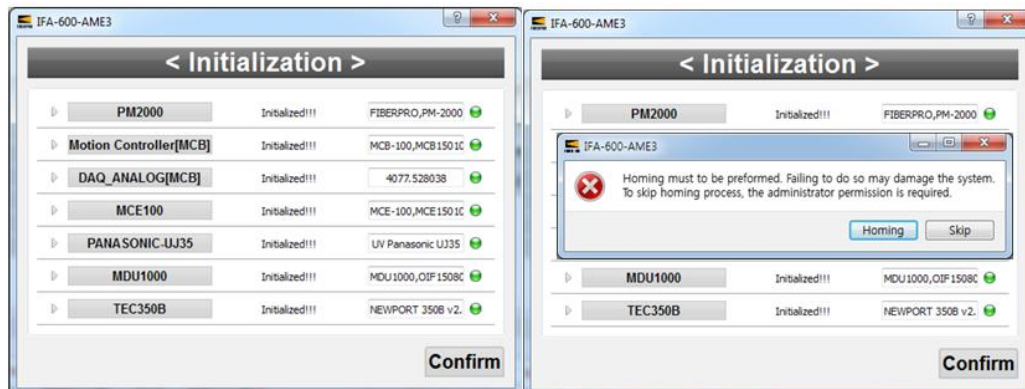 IFA-600-AME3
< Initialization >
PM2000 Initialized!!! FIBERPRO,PM-2000
Motion Controller[MCB] Initialized!!! MCB-100,MCB1501C
DAQ_ANALOG[MCB] Initialized!!! 4077.528038
MCE100 Initialized!!! MCE-100,MCE1501C
PANASONIC-UJ35 Initialized!!! UV Panasonic UJ35
MDU1000 Initialized!!! MDU1000,OIF1508C
TEC350B Initialized!!! NEWPORT 350B v2.
Confirm
IFA-600-AME3
< Initialization >
PM2000 Initialized!!! FIBERPRO,PM-2000
IFA-600-AME3
Homing must to be preformed. Failing to do so may damage the system.
To skip homing process, the administrator permission is required.
Homing Skip
MDU1000 Initialized!!! MDU1000,OIF1508C
TEC350B Initialized!!! NEWPORT 350B v2.
Confirm